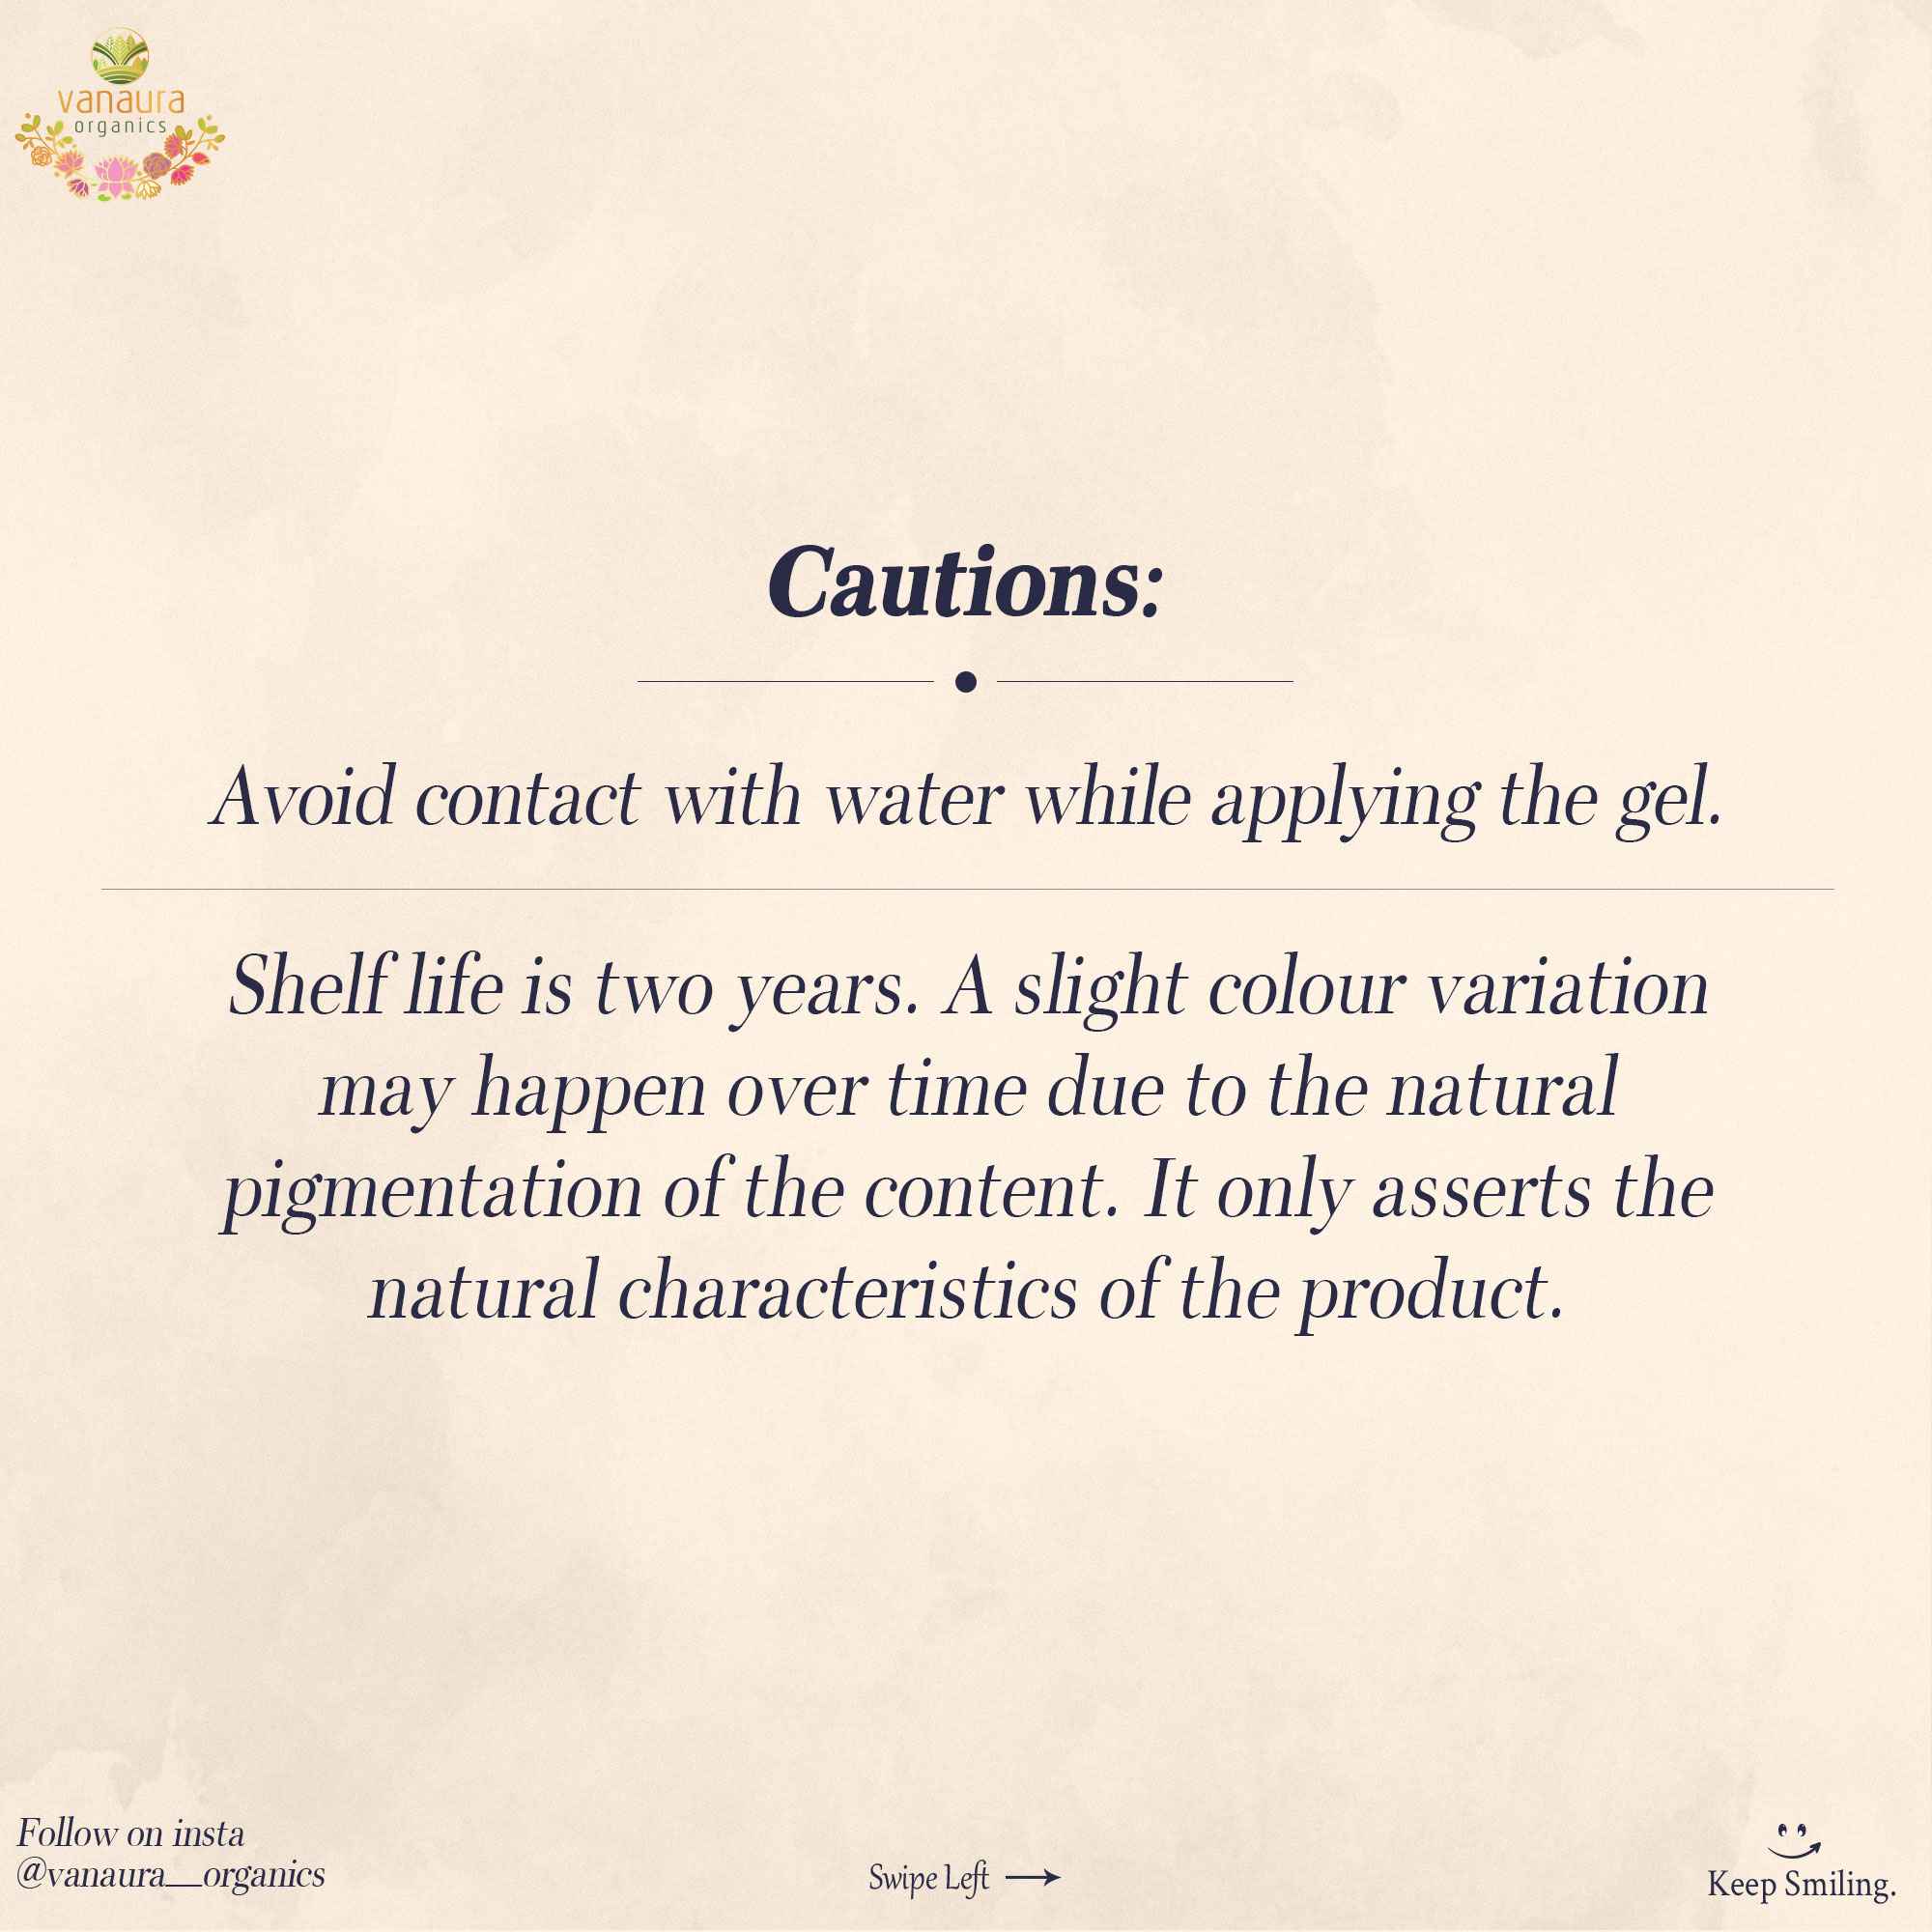 vanaura
organics
Cautions:
Avoid contact with water while applying the gel.
Shelf life is two years. A slight colour variation
may happen over time due to the natural
pigmentation of the content. It only asserts the
natural characteristics of the product.
Follow on insta
@vanaura__organics
Swipe Left
Keep Smiling.